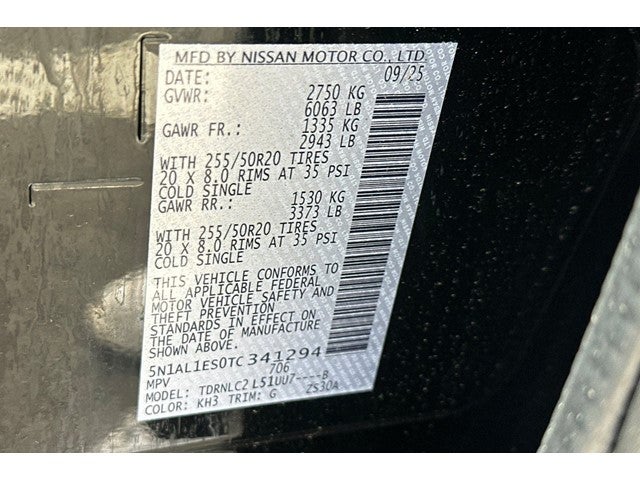 MFD BY NISSAN MOTOR CO., LTD
DATE: 09/25
GVWR: 2750 KG
6063 LB
GAWR FR.: 1335 KG
2943 LB
WITH 255/50R20 TIRES
20 X 8.0 RIMS AT 35 PSI
COLD SINGLE
GAWR RR.: 1530 KG
3373 LB
WITH 255/50R20 TIRES
20 X 8.0 RIMS AT 35 PSI
COLD SINGLE
THIS VEHICLE CONFORMS TO
ALL APPLICABLE FEDERAL
MOTOR VEHICLE SAFETY AND
THEFT PREVENTION
STANDARDS IN EFFECT ON
THE DATE OF MANUFACTURE
SHOWN ABOVE.
5N1AL1ES0TC341294
MPV 706
MODEL: TDRNLC2L51UU7----B
COLOR: KH3 TRIM: G ZS30A